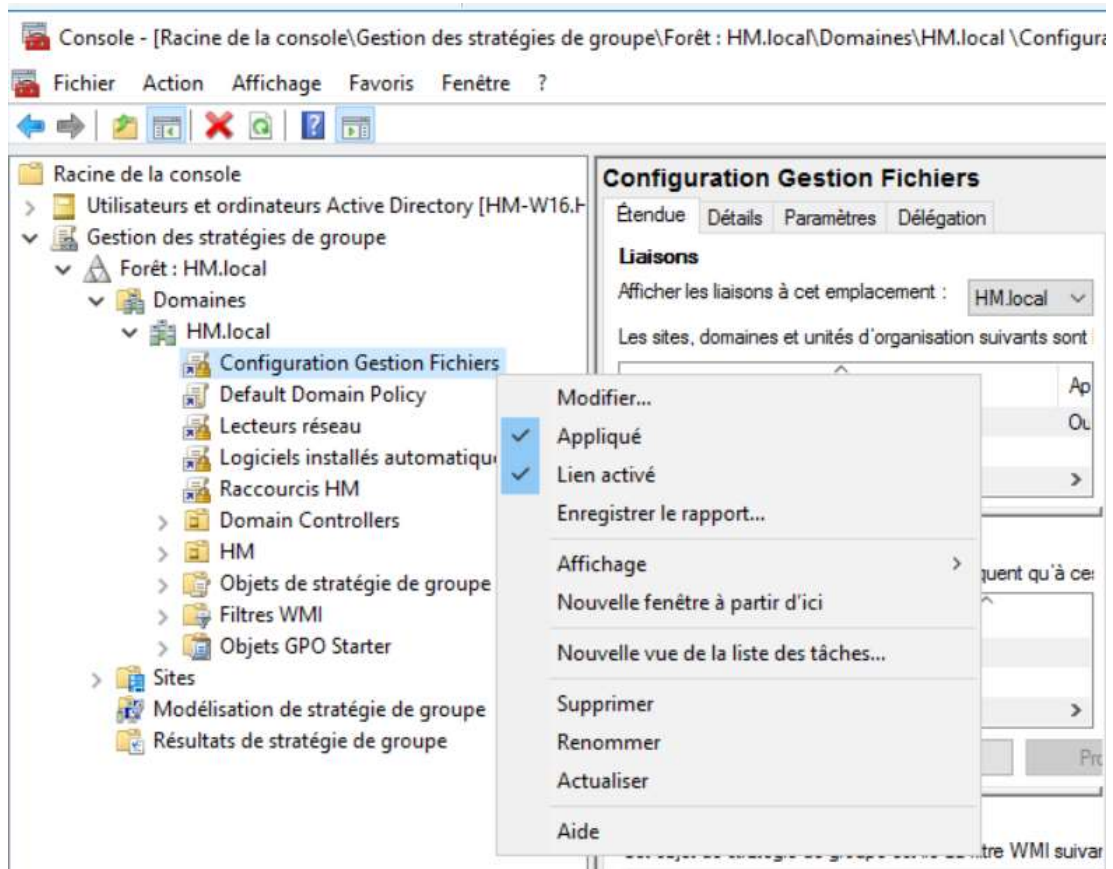 Console - [Racine de la console\Gestion des stratégies de groupe\Forêt : HM.local\Domaines\HM.local \Configura
Fichier Action Affichage Favoris Fenêtre ?
Racine de la console
Utilisateurs et ordinateurs Active Directory [HM-W16.H
Gestion des stratégies de groupe
Forêt : HM.local
Domaines
HM.local
Configuration Gestion Fichiers
Default Domain Policy
Lecteurs réseau
Logiciels installés automatiqu
Raccourcis HM
Domain Controllers
HM
Objets de stratégie de groupe
Filtres WMI
Objets GPO Starter
Sites
Modélisation de stratégie de groupe
Résultats de stratégie de groupe
Configuration Gestion Fichiers
Étendue Détails Paramètres Délégation
Liaisons
Afficher les liaisons à cet emplacement : HM.local
Les sites, domaines et unités d'organisation suivants sont
Ap
Ou
Modifier...
Appliqué
Lien activé
Enregistrer le rapport...
Affichage
Nouvelle fenêtre à partir d'ici
Nouvelle vue de la liste des tâches...
Supprimer
Renommer
Actualiser
Aide
quent qu'à ces
Pro
tre WMI suivar